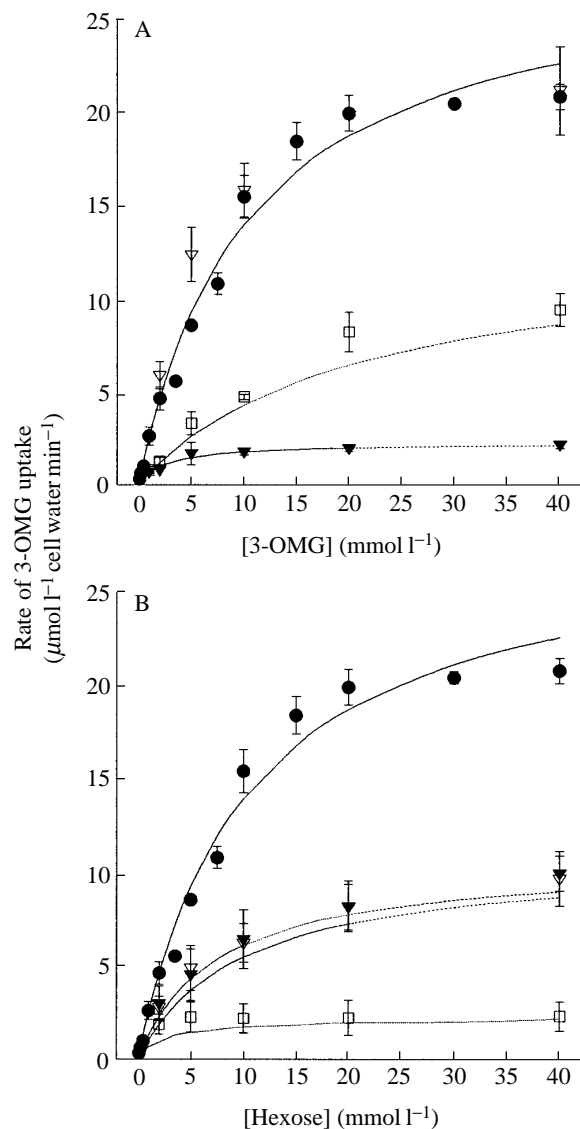 A
25
20
15
10
5
0
0 5 10 15 20 25 30 35 40
[3-OMG] (mmol l⁻¹)
Rate of 3-OMG uptake
(μmol l⁻¹ cell water min⁻¹)
B
25
20
15
10
5
0
0 5 10 15 20 25 30 35 40
[Hexose] (mmol l⁻¹)